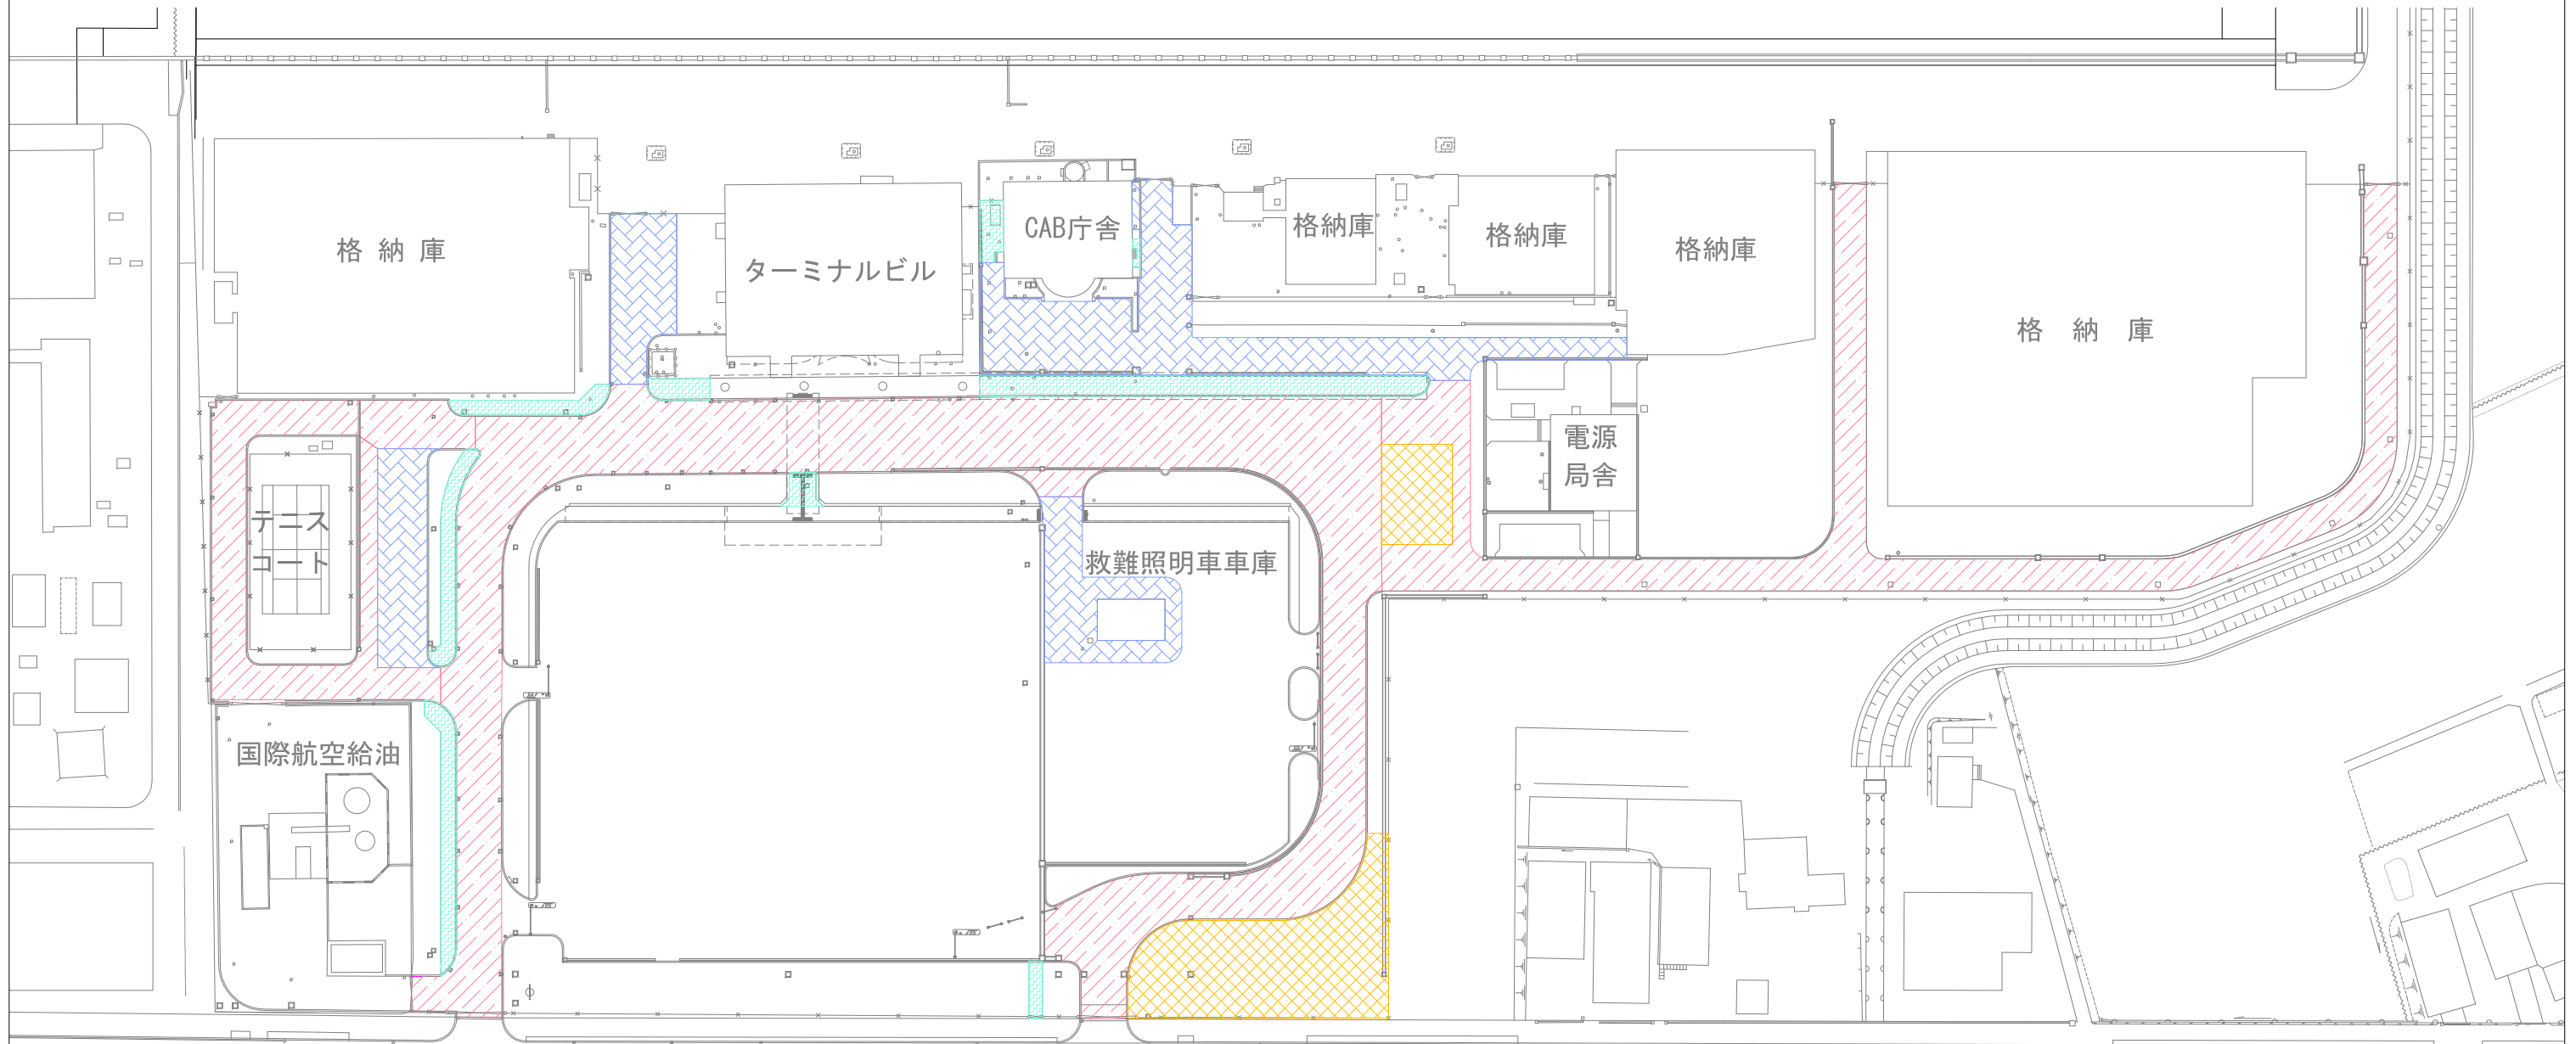 格納庫
ターミナルビル
CAB庁舎
格納庫
格納庫
格納庫
格納庫
電源
局舎
テニス
コート
救難照明車車庫
国際航空給油